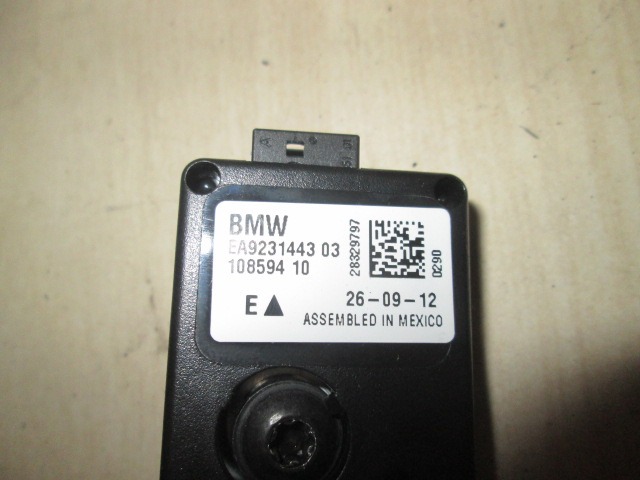 BMW
EA9231443 03
108594 10
28329797
0290
E
26-09-12
ASSEMBLED IN MEXICO